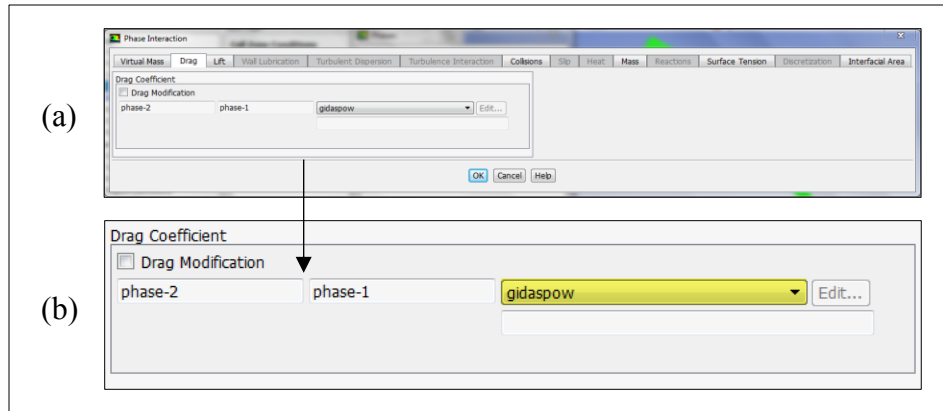 (a)
Phase Interaction
Virtual Mass Drag Lift Wall Lubrication Turbulent Dispersion Turbulence Interaction Collisions Slip Heat Mass Reactions Surface Tension Discretization Interfacial Area
Drag Coefficient
Drag Modification
phase-2 phase-1 gidaspow Edit...
OK Cancel Help
(b)
Drag Coefficient
Drag Modification
phase-2 phase-1 gidaspow Edit...